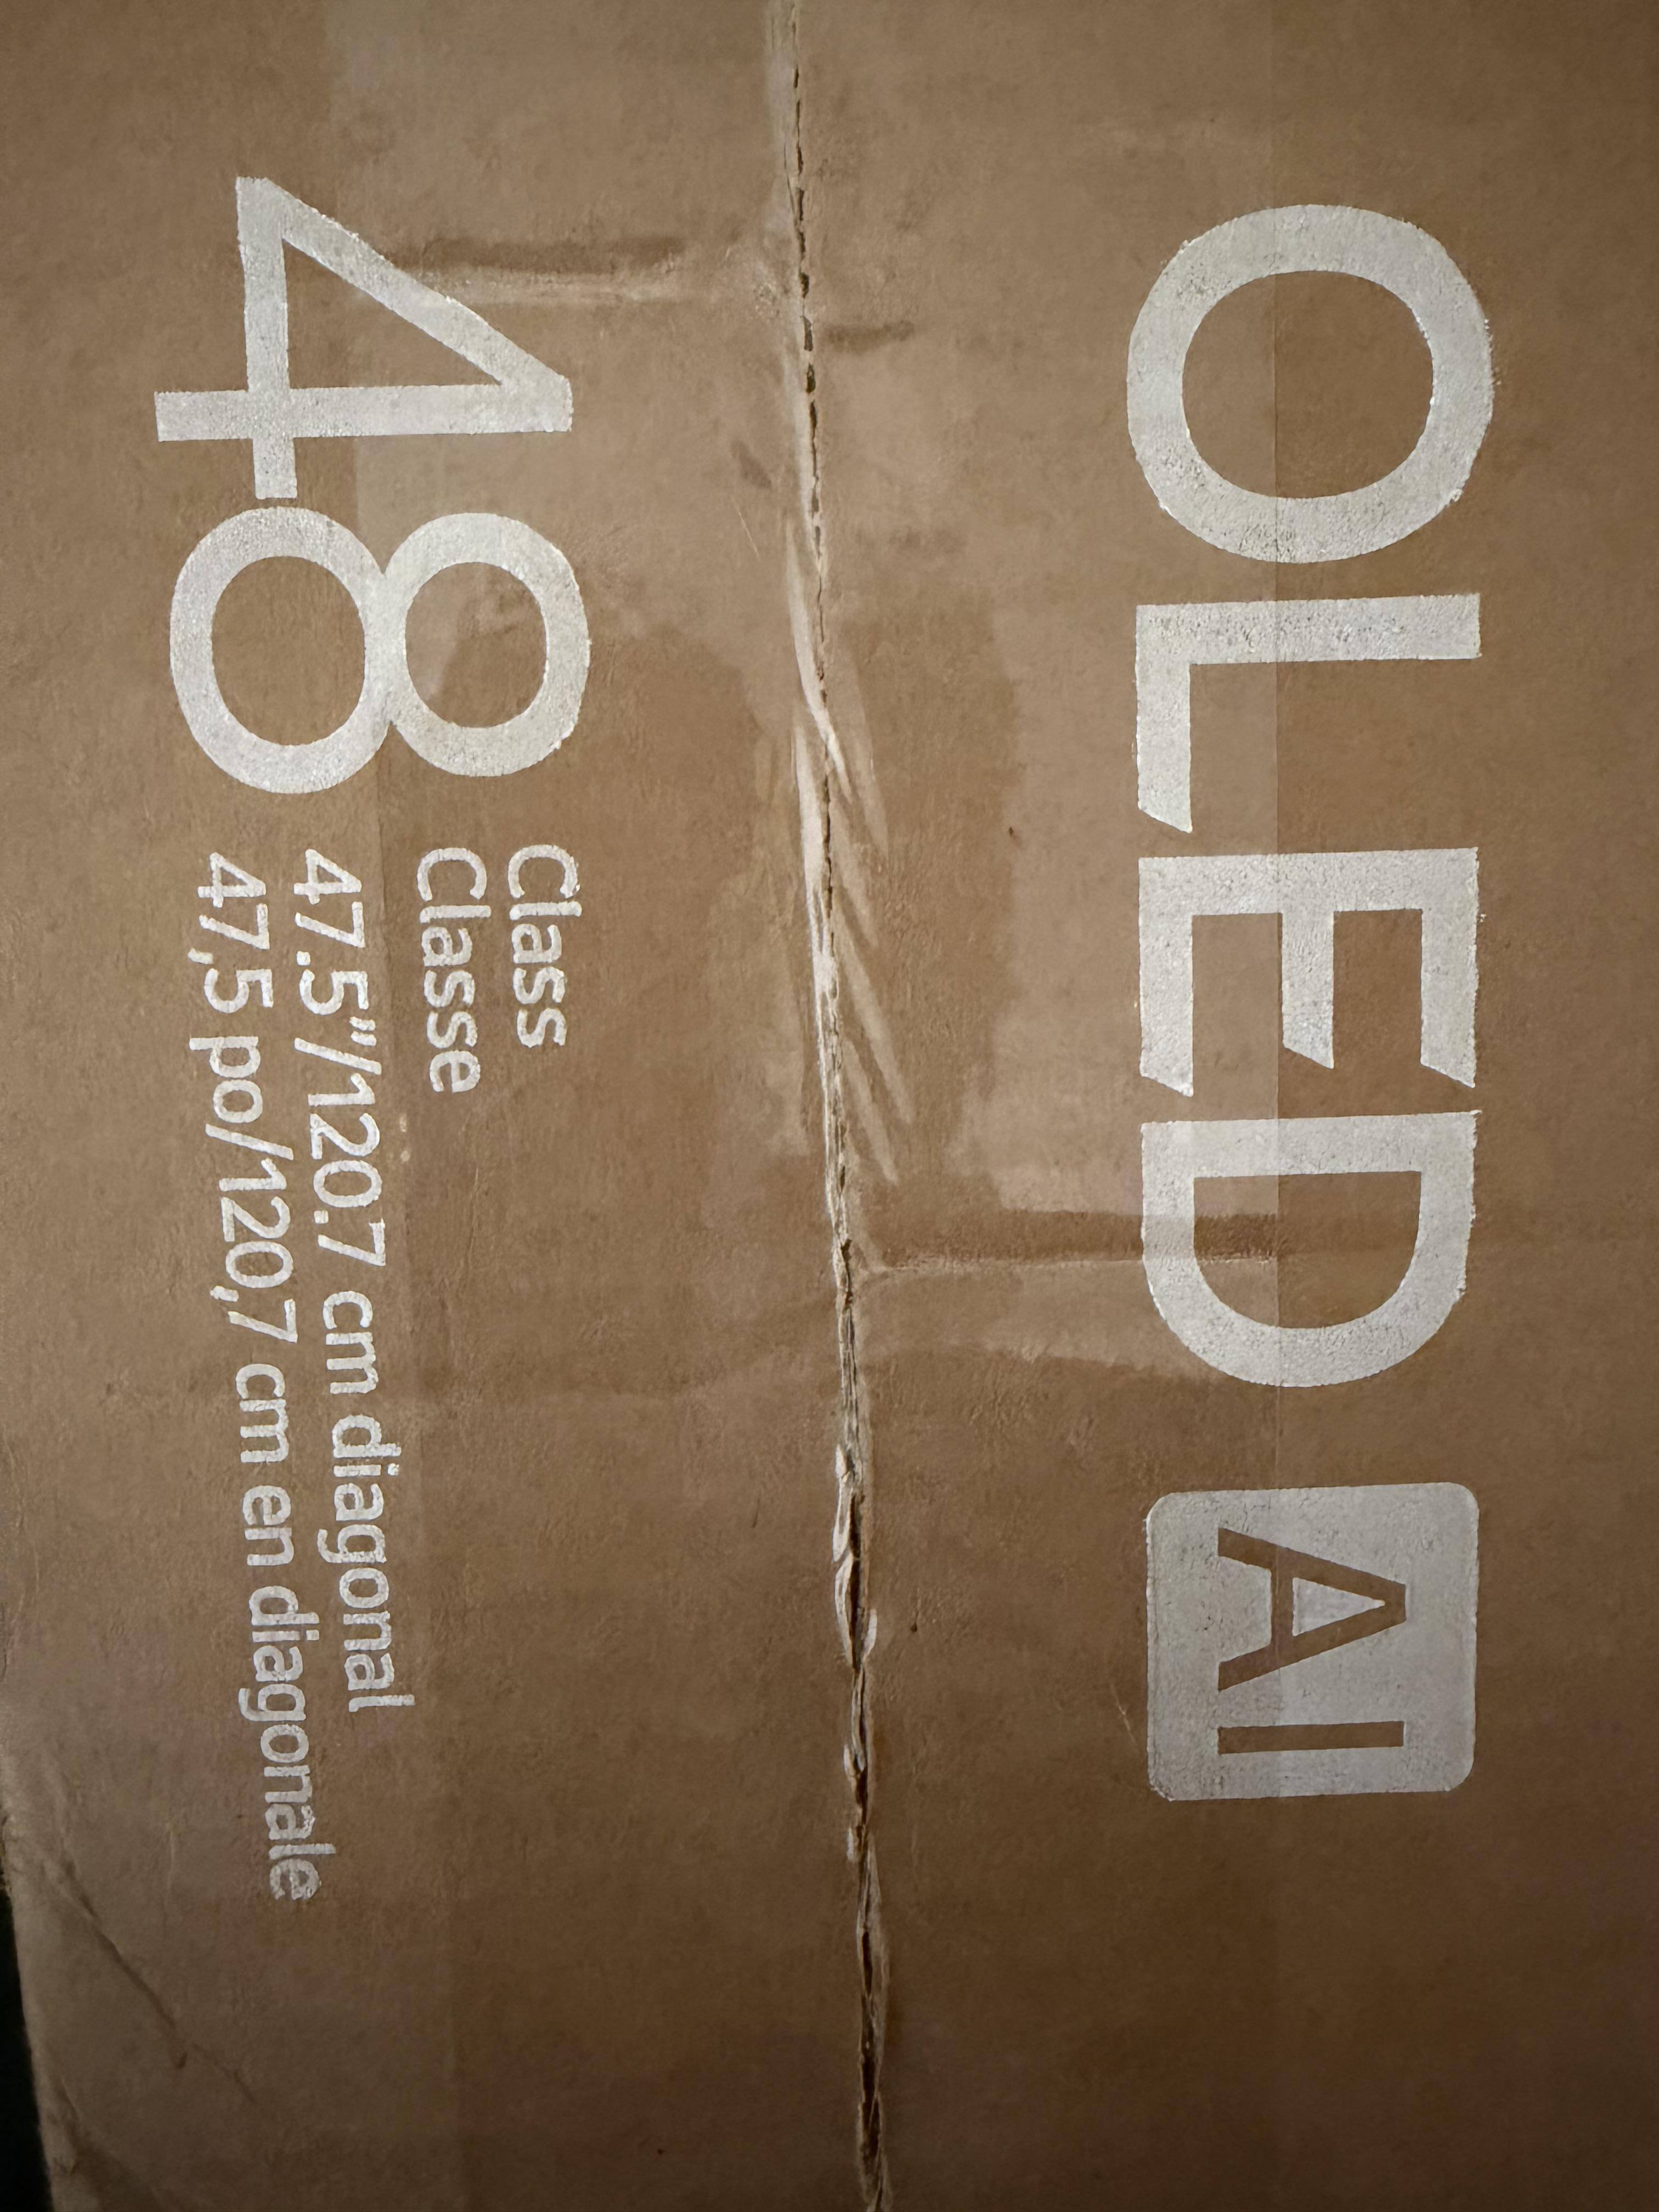 OLED AI
48
Class
Classe
47.5"/120.7 cm diagonal
47,5 po/120,7 cm en diagonale